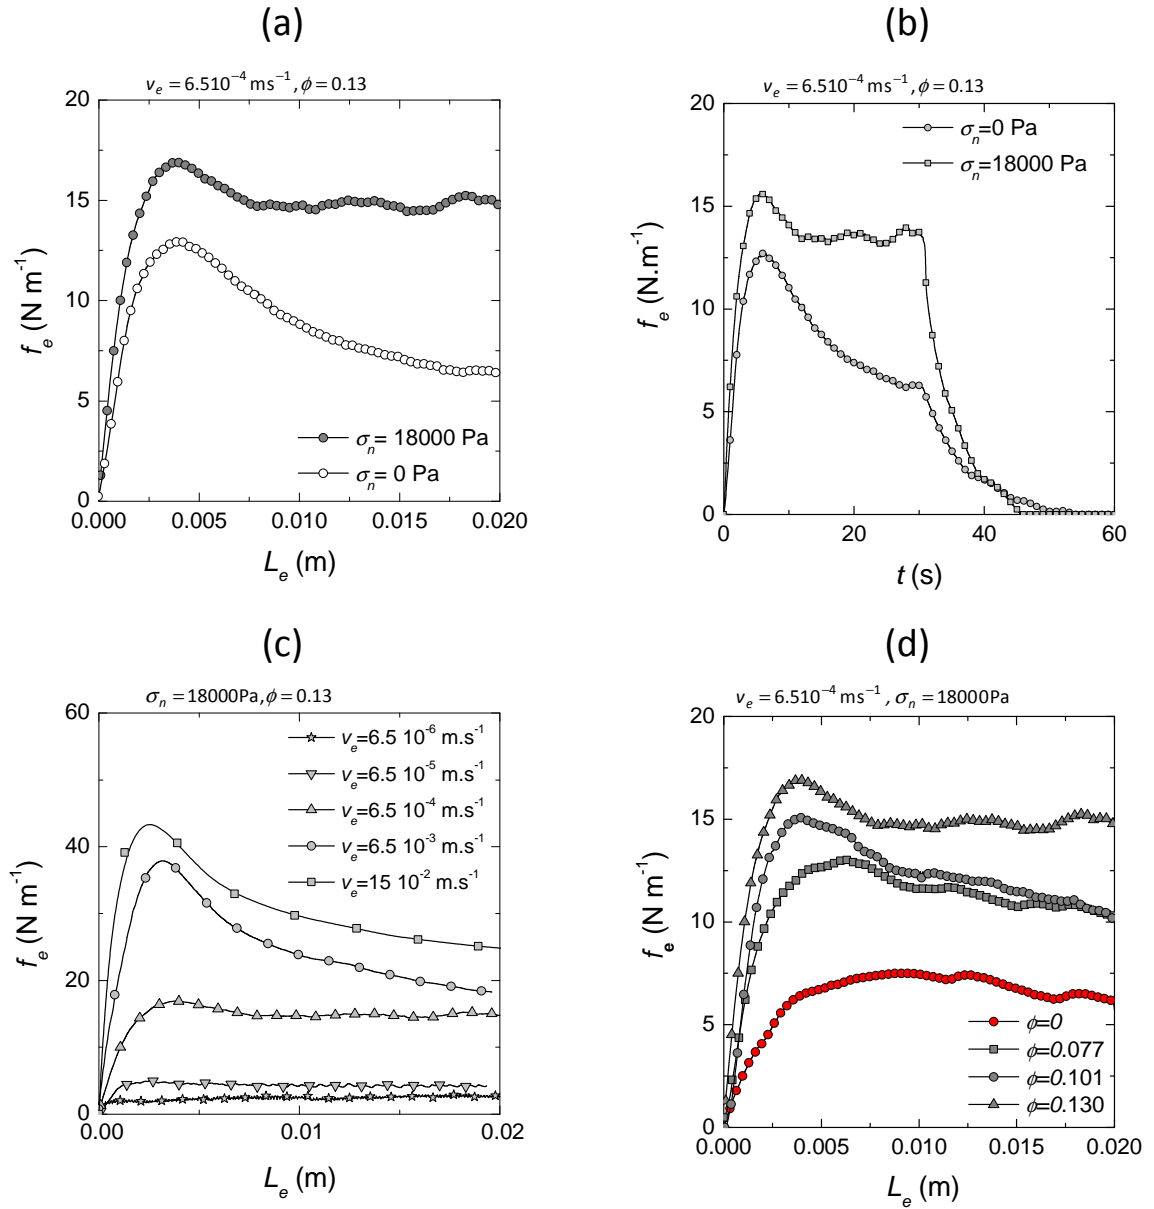 (a)
v_e = 6.510⁻⁴ ms⁻¹, ϕ = 0.13
20
15
10
5
0
0.000 0.005 0.010 0.015 0.020
f_e (N m⁻¹)
L_e (m)
σ_n= 18000 Pa
σ_n= 0 Pa
(b)
v_e = 6.510⁻⁴ ms⁻¹, ϕ = 0.13
20
15
10
5
0
0 20 40 60
f_e (N.m⁻¹)
t (s)
σ_n=0 Pa
σ_n=18000 Pa
(c)
σ_n = 18000Pa, ϕ = 0.13
60
40
20
0
0.00 0.01 0.02
f_e (N m⁻¹)
L_e (m)
v_e=6.5 10⁻⁶ m.s⁻¹
v_e=6.5 10⁻⁵ m.s⁻¹
v_e=6.5 10⁻⁴ m.s⁻¹
v_e=6.5 10⁻³ m.s⁻¹
v_e=15 10⁻² m.s⁻¹
(d)
v_e = 6.510⁻⁴ ms⁻¹, σ_n = 18000Pa
20
15
10
5
0
0.000 0.005 0.010 0.015 0.020
f_e (N m⁻¹)
L_e (m)
ϕ=0
ϕ=0.077
ϕ=0.101
ϕ=0.130